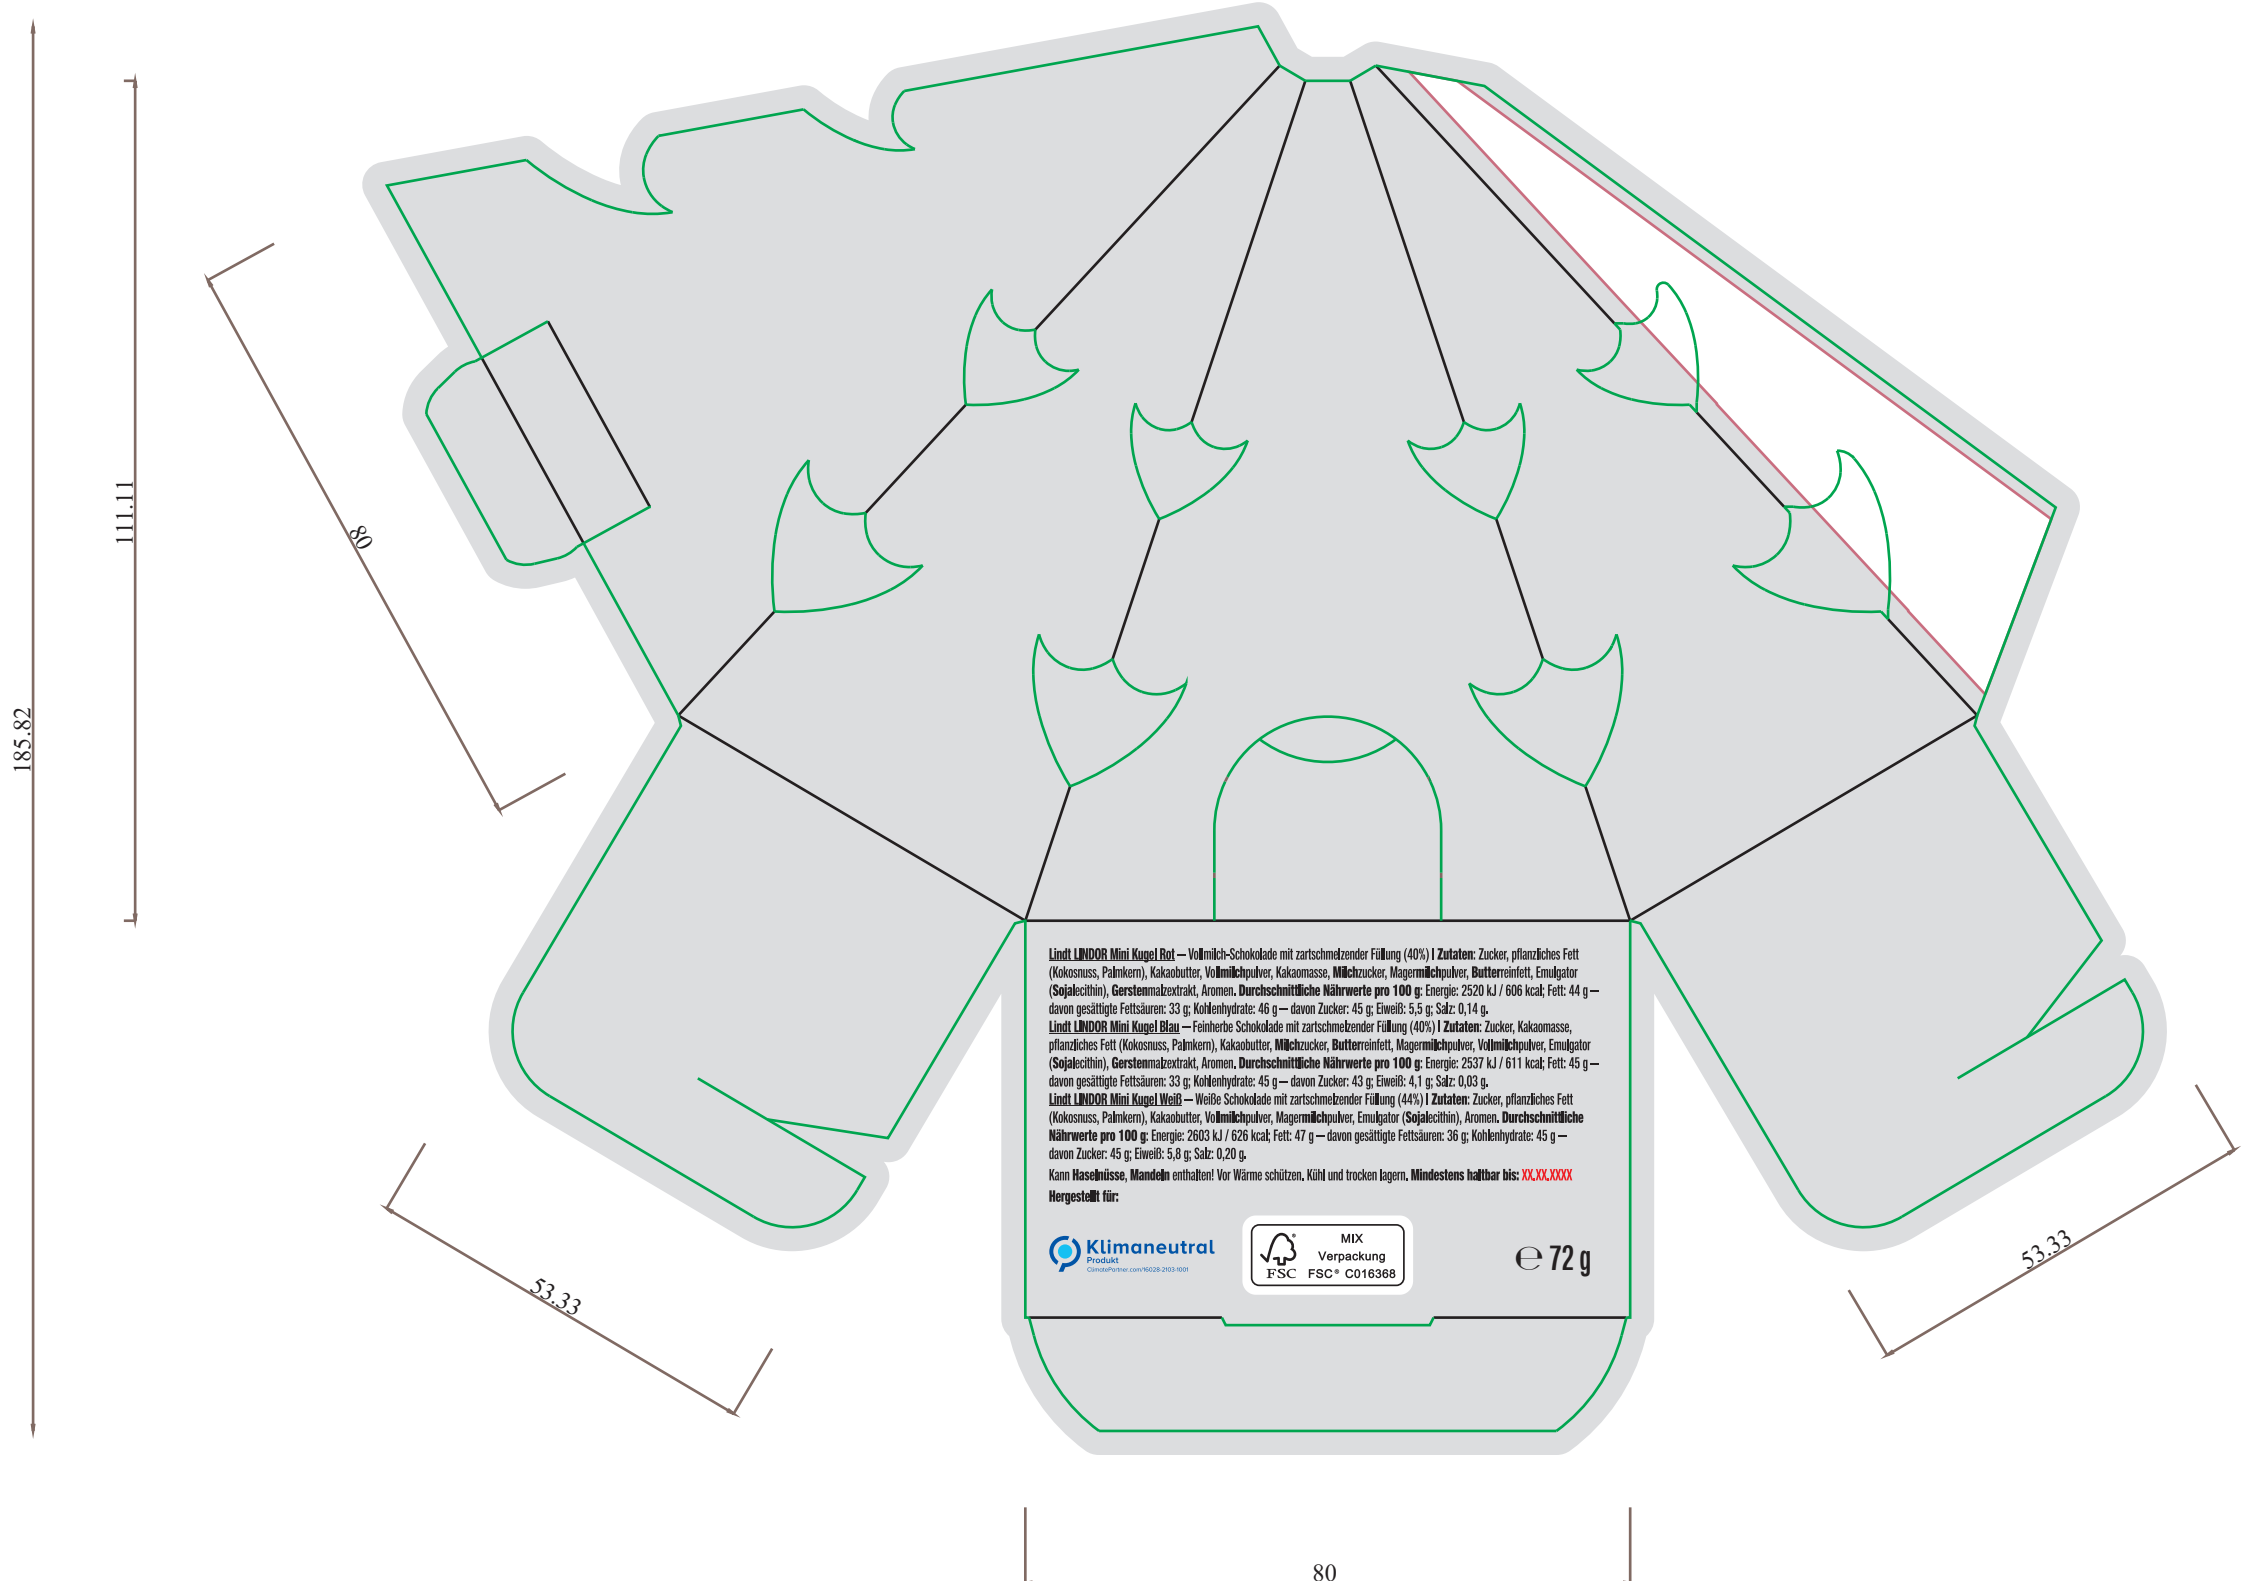 185.82
111.11
80
Lindt LINDOR Mini Kugel Rot — Vollmilch-Schokolade mit zartschmelzender Füllung (40%) I Zutaten: Zucker, pflanzliches Fett
(Kokosnuss, Palmkern), Kakaobutter, Vollmilchpulver, Kakaomasse, Milchzucker, Magermilchpulver, Butterreinfett, Emulgator
(Sojalecithin), Gerstenmalzextrakt, Aromen. Durchschnittliche Nährwerte pro 100 g: Energie: 2520 kJ / 606 kcal; Fett: 44 g —
davon gesättigte Fettsäuren: 33 g; Kohlenhydrate: 46 g — davon Zucker: 45 g; Eiweiß: 5,5 g; Salz: 0,14 g.
Lindt LINDOR Mini Kugel Blau — Feinherbe Schokolade mit zartschmelzender Füllung (40%) I Zutaten: Zucker, Kakaomasse,
pflanzliches Fett (Kokosnuss, Palmkern), Kakaobutter, Milchzucker, Butterreinfett, Magermilchpulver, Vollmilchpulver, Emulgator
(Sojalecithin), Gerstenmalzextrakt, Aromen. Durchschnittliche Nährwerte pro 100 g: Energie: 2537 kJ / 611 kcal; Fett: 45 g —
davon gesättigte Fettsäuren: 33 g; Kohlenhydrate: 45 g — davon Zucker: 43 g; Eiweiß: 4,1 g; Salz: 0,03 g.
Lindt LINDOR Mini Kugel Weiß — Weiße Schokolade mit zartschmelzender Füllung (44%) I Zutaten: Zucker, pflanzliches Fett
(Kokosnuss, Palmkern), Kakaobutter, Vollmilchpulver, Magermilchpulver, Emulgator (Sojalecithin), Aromen. Durchschnittliche
Nährwerte pro 100 g: Energie: 2603 kJ / 626 kcal; Fett: 47 g — davon gesättigte Fettsäuren: 36 g; Kohlenhydrate: 45 g —
davon Zucker: 45 g; Eiweiß: 5,8 g; Salz: 0,20 g.
Kann Haselnüsse, Mandeln enthalten! Vor Wärme schützen. Kühl und trocken lagern. Mindestens haltbar bis: XX.XX.XXXX
Hergestellt für:
Klimaneutral
Produkt
ClimatePartner.com/16028-2103-1001
FSC
MIX
Verpackung
FSC® C016368
℮ 72 g
53.33
53.33
80